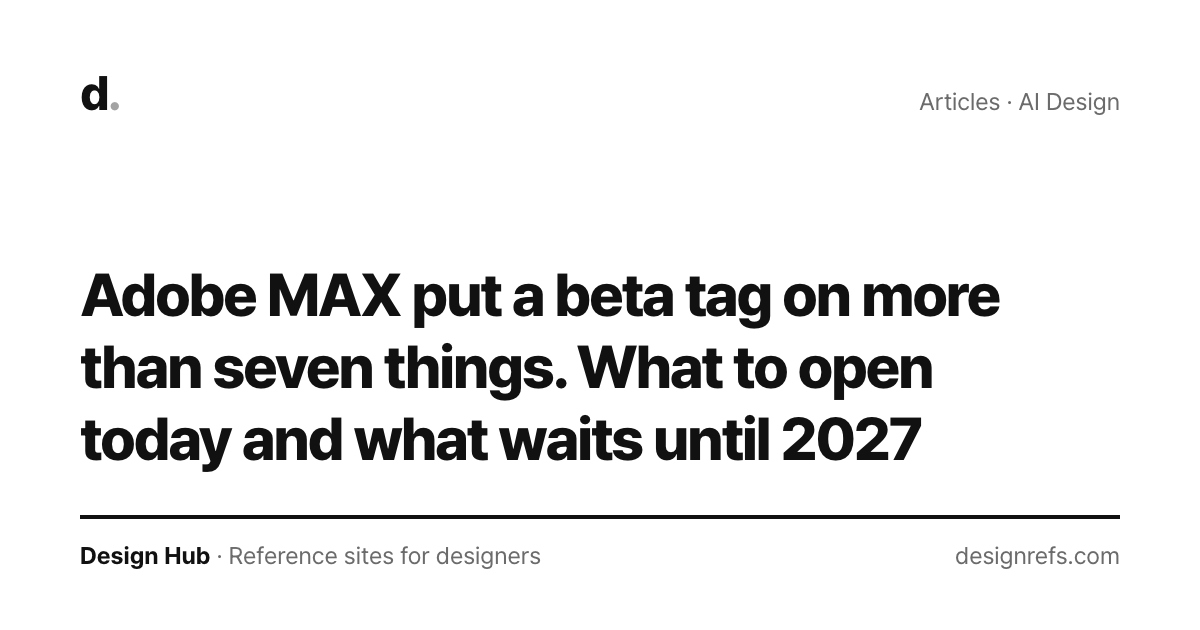 d.
Articles · AI Design
Adobe MAX put a beta tag on more
than seven things. What to open
today and what waits until 2027
Design Hub · Reference sites for designers
designrefs.com